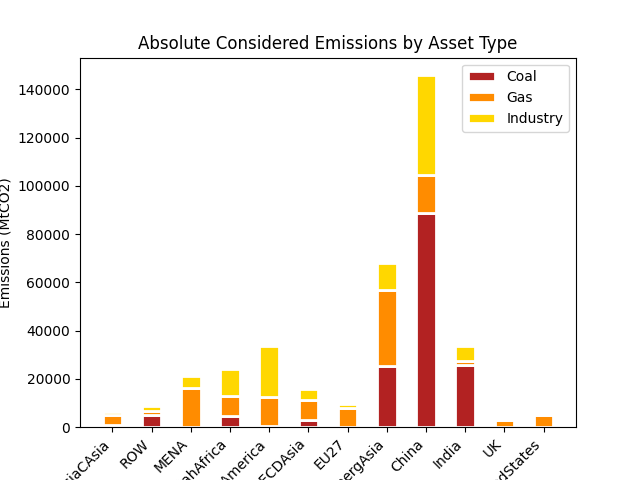 Absolute Considered Emissions by Asset Type
Emissions (MtCO2)
140000
120000
100000
80000
60000
40000
20000
0
Coal
Gas
Industry
siaCAsia
ROW
MENA
ahAfrica
America
ECDAsia
EU27
ergAsia
China
India
UK
dStates